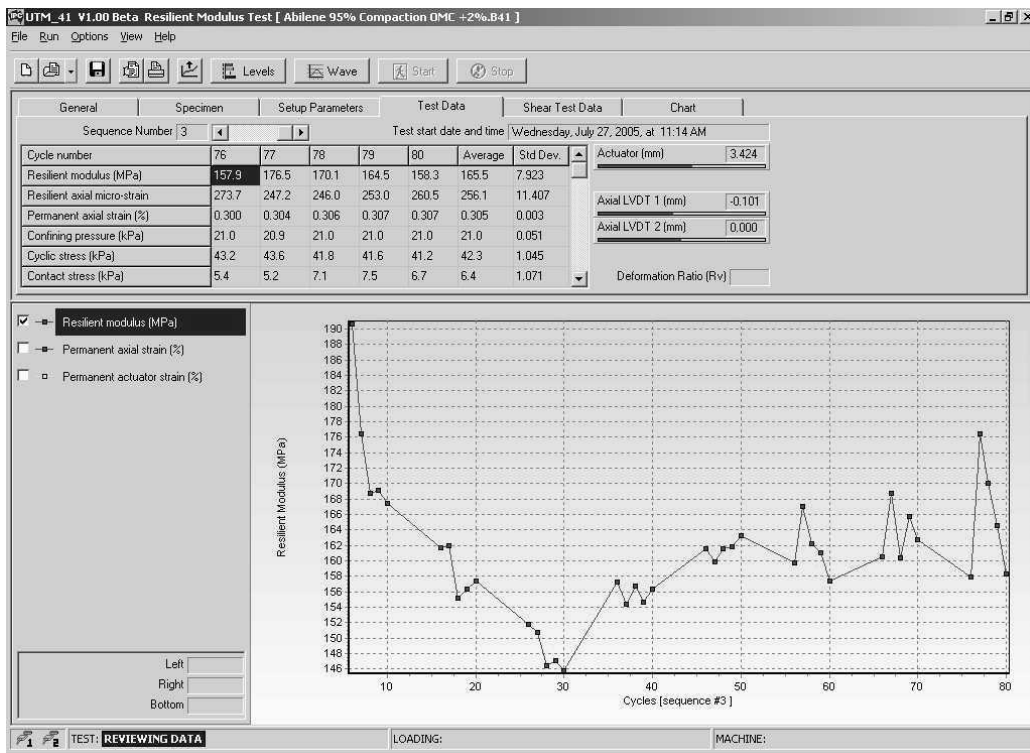 UTM_41 V1.00 Beta Resilient Modulus Test [ Abilene 95% Compaction OMC +2%.B41 ]
File Run Options View Help
Levels Wave Start Stop
General Specimen Setup Parameters Test Data Shear Test Data Chart
Sequence Number 3 Test start date and time Wednesday, July 27, 2005, at 11:14 AM
Cycle number 76 77 78 79 80 Average Std Dev.
Resilient modulus (MPa) 157.9 176.5 170.1 164.5 158.3 165.5 7.923
Resilient axial micro-strain 273.7 247.2 246.0 253.0 260.5 256.1 11.407
Permanent axial strain (%) 0.300 0.304 0.306 0.307 0.307 0.305 0.003
Confining pressure (kPa) 21.0 20.9 21.0 21.0 21.0 21.0 0.051
Cyclic stress (kPa) 43.2 43.6 41.8 41.6 41.2 42.3 1.045
Contact stress (kPa) 5.4 5.2 7.1 7.5 6.7 6.4 1.071
Actuator (mm) 3.424
Axial LVDT 1 (mm) -0.101
Axial LVDT 2 (mm) 0.000
Deformation Ratio (Rv)
Resilient modulus (MPa)
Permanent axial strain (%)
Permanent actuator strain (%)
Left
Right
Bottom
Resilient Modulus (MPa)
190
188
186
184
182
180
178
176
174
172
170
168
166
164
162
160
158
156
154
152
150
148
146
10 20 30 40 50 60 70 80
Cycles [sequence #3 ]
1 2 TEST: REVIEWING DATA LOADING: MACHINE: